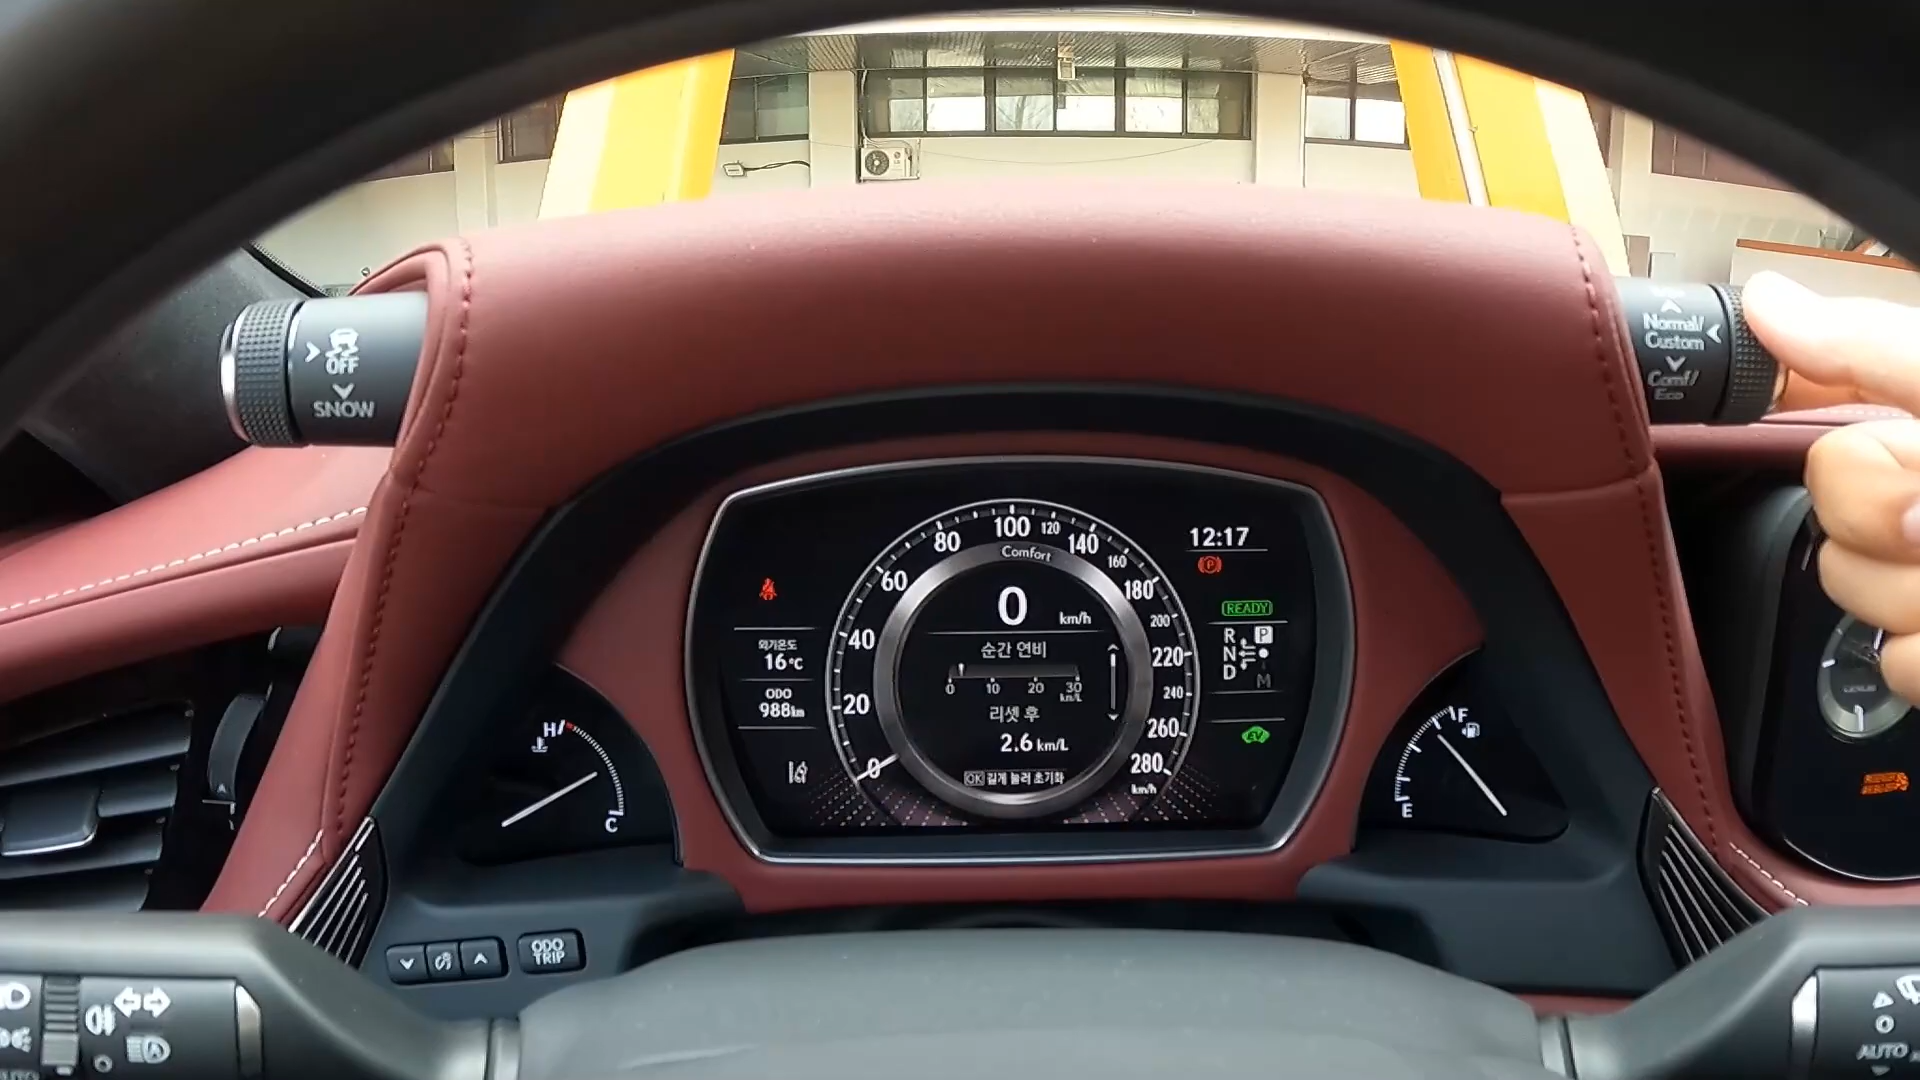 OFF
SNOW
Normal/
Custom
Comf/
Eco
80
100
120
140
160
180
200
220
240
260
280
km/h
60
40
20
0
Comfort
0 km/h
순간 연비
0 10 20 30
km/L
리셋 후
2.6 km/L
OK 길게 눌러 초기화
외기온도
16°C
ODO
988km
12:17
P
READY
R P
N
D M
EV
H
C
F
E
ODO
TRIP
LEXUS
AUTO